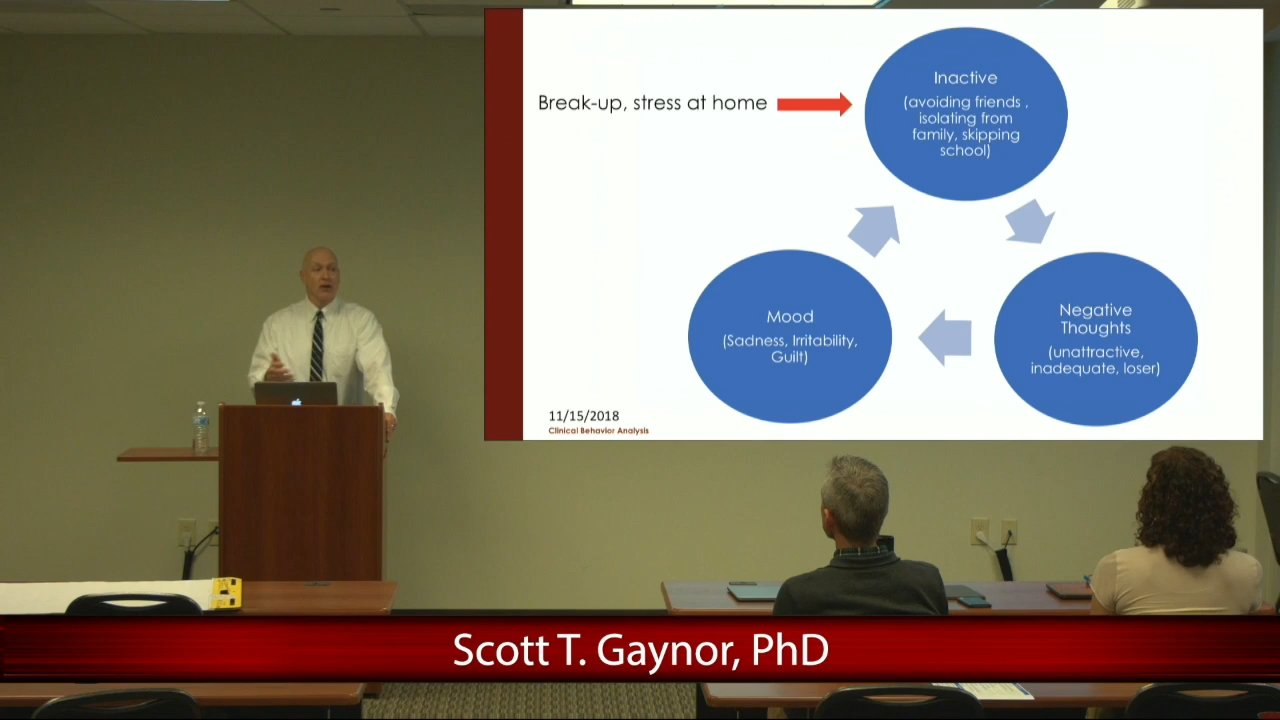 Inactive
(avoiding friends ,
isolating from
family, skipping
school)
Break-up, stress at home
Mood
(Sadness, Irritability,
Guilt)
Negative
Thoughts
(unattractive,
inadequate, loser)
11/15/2018
Clinical Behavior Analysis
Scott T. Gaynor, PhD